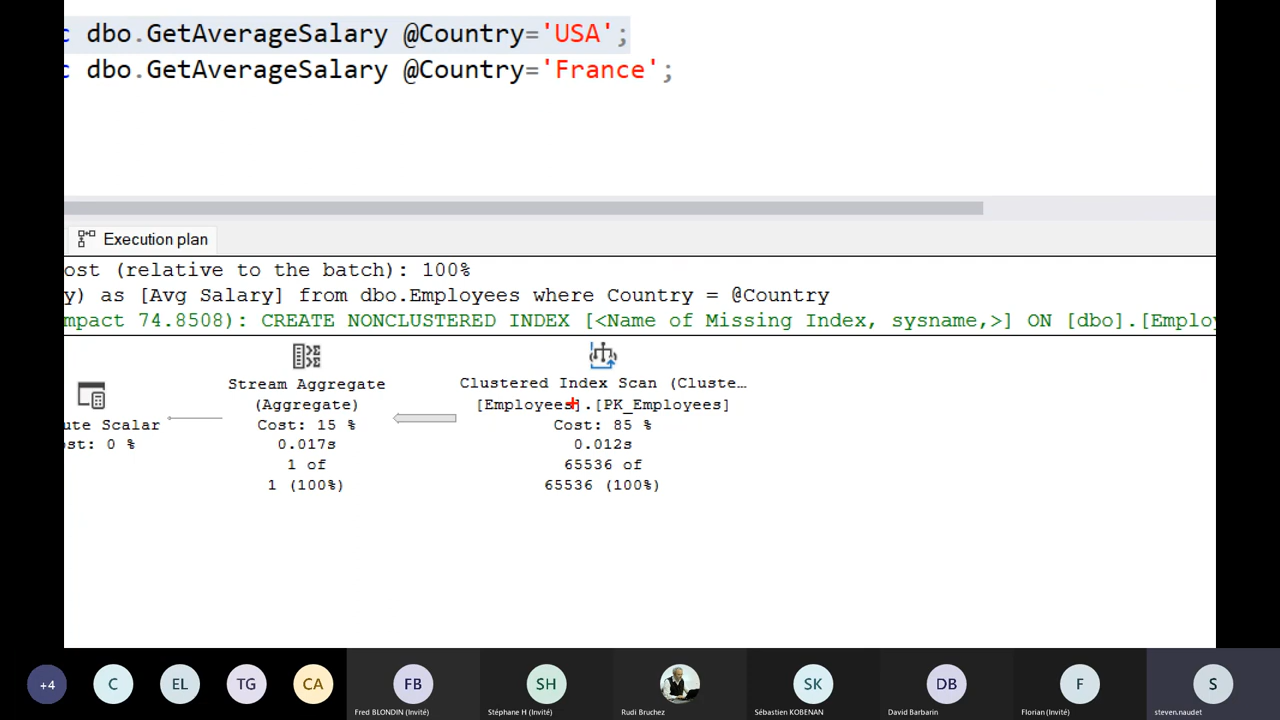 c dbo.GetAverageSalary @Country='USA';
c dbo.GetAverageSalary @Country='France';
Execution plan
ost (relative to the batch): 100%
y) as [Avg Salary] from dbo.Employees where Country = @Country
mpact 74.8508): CREATE NONCLUSTERED INDEX [<Name of Missing Index, sysname,>] ON [dbo].[Emplo
ute Scalar
ost: 0 %
Stream Aggregate
(Aggregate)
Cost: 15 %
0.017s
1 of
1 (100%)
Clustered Index Scan (Cluste…
[Employees].[PK_Employees]
Cost: 85 %
0.012s
65536 of
65536 (100%)
+4
C
EL
TG
CA
FB
Fred BLONDIN (Invité)
SH
Stéphane H (Invité)
Rudi Bruchez
SK
Sébastien KOBENAN
DB
David Barbarin
F
Florian (Invité)
S
steven.naudet